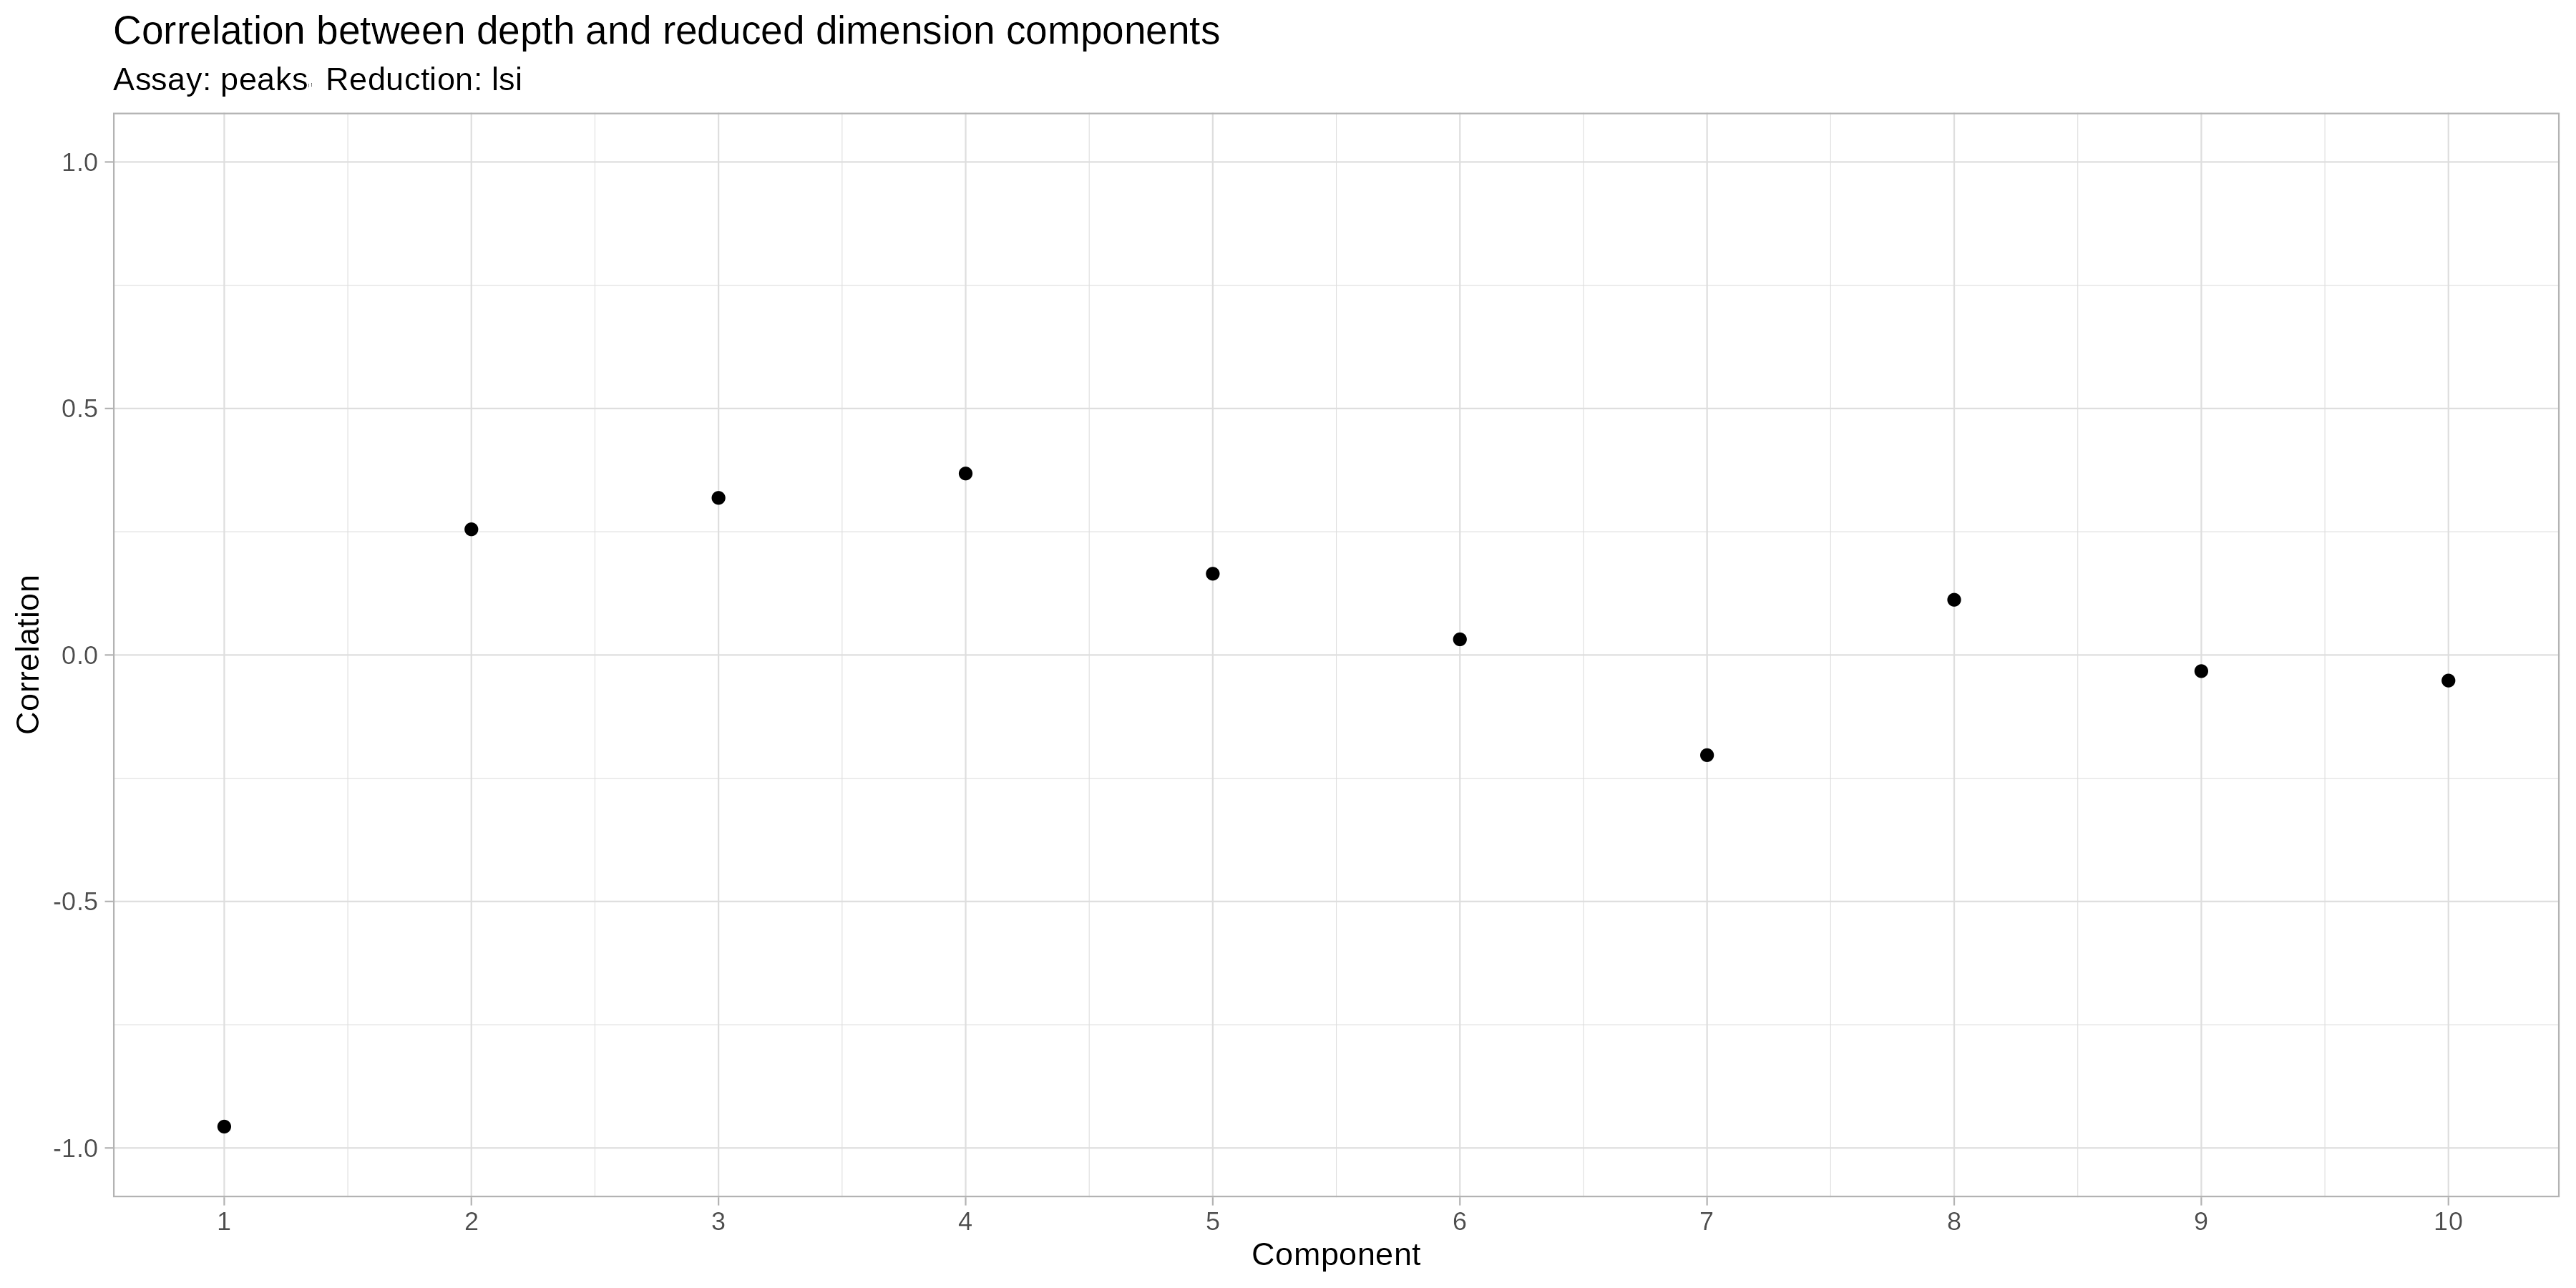 Correlation between depth and reduced dimension components
Assay: peaks Reduction: lsi
1.0
0.5
0.0
-0.5
-1.0
Correlation
1 2 3 4 5 6 7 8 9 10
Component